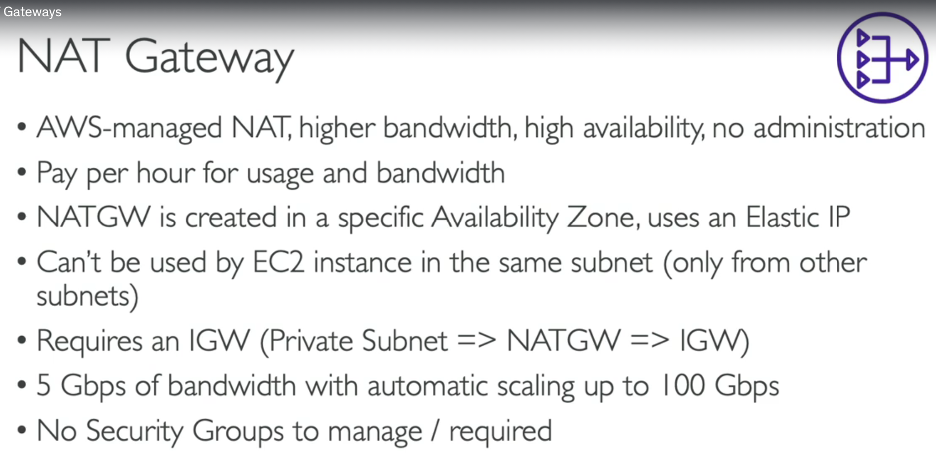 Gateways
NAT Gateway
• AWS-managed NAT, higher bandwidth, high availability, no administration
• Pay per hour for usage and bandwidth
• NATGW is created in a specific Availability Zone, uses an Elastic IP
• Can't be used by EC2 instance in the same subnet (only from other
subnets)
• Requires an IGW (Private Subnet => NATGW => IGW)
• 5 Gbps of bandwidth with automatic scaling up to 100 Gbps
• No Security Groups to manage / required